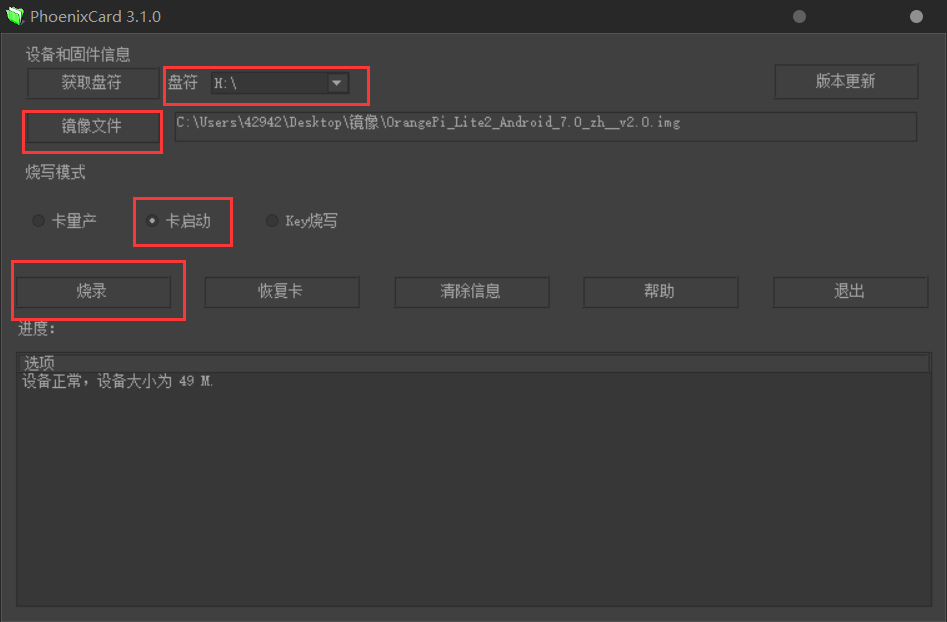 PhoenixCard 3.1.0
设备和固件信息
获取盘符 盘符 H:\ 版本更新
镜像文件 C:\Users\42942\Desktop\镜像\OrangePi_Lite2_Android_7.0_zh__v2.0.img
烧写模式
卡量产 卡启动 Key烧写
烧录 恢复卡 清除信息 帮助 退出
进度:
选项
设备正常，设备大小为 49 M.